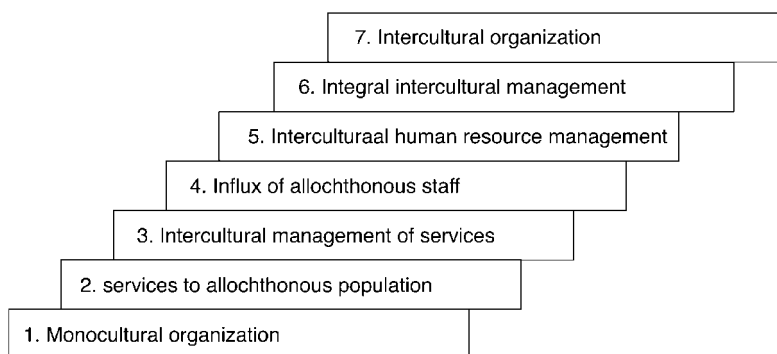 7. Intercultural organization
6. Integral intercultural management
5. Interculturaal human resource management
4. Influx of allochthonous staff
3. Intercultural management of services
2. services to allochthonous population
1. Monocultural organization